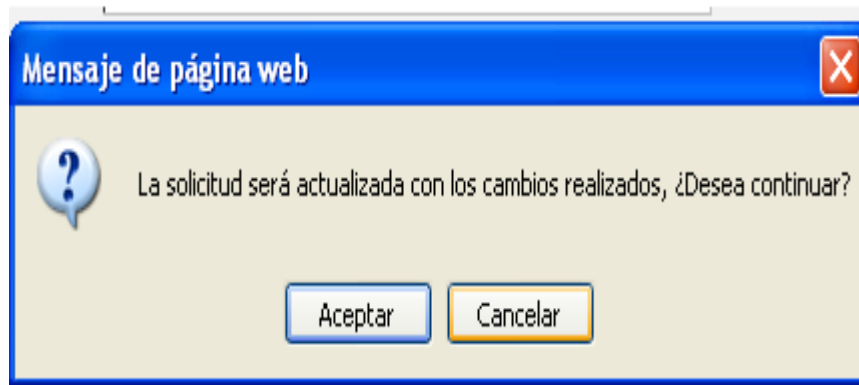 Mensaje de página web
La solicitud será actualizada con los cambios realizados, ¿Desea continuar?
Aceptar
Cancelar